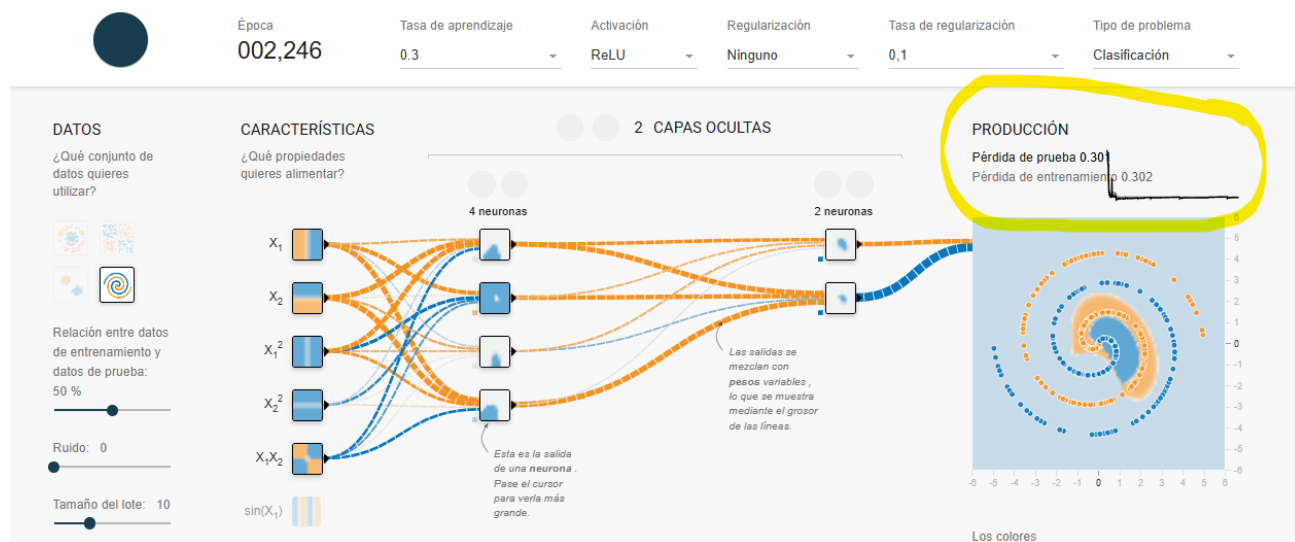 Época
002,246
Tasa de aprendizaje
0.3
Activación
ReLU
Regularización
Ninguno
Tasa de regularización
0,1
Tipo de problema
Clasificación
DATOS
¿Qué conjunto de
datos quieres
utilizar?
Relación entre datos
de entrenamiento y
datos de prueba:
50 %
Ruido: 0
Tamaño del lote: 10
CARACTERÍSTICAS
¿Qué propiedades
quieres alimentar?
X₁
X₂
X₁²
X₂²
X₁X₂
sin(X₁)
2 CAPAS OCULTAS
4 neuronas
2 neuronas
Esta es la salida
de una neurona .
Pase el cursor
para verla más
grande.
Las salidas se
mezclan con
pesos variables ,
lo que se muestra
mediante el grosor
de las líneas.
PRODUCCIÓN
Pérdida de prueba 0.301
Pérdida de entrenamiento 0.302
6
5
4
3
2
1
0
-1
-2
-3
-4
-5
-6
-6 -5 -4 -3 -2 -1 0 1 2 3 4 5 6
Los colores